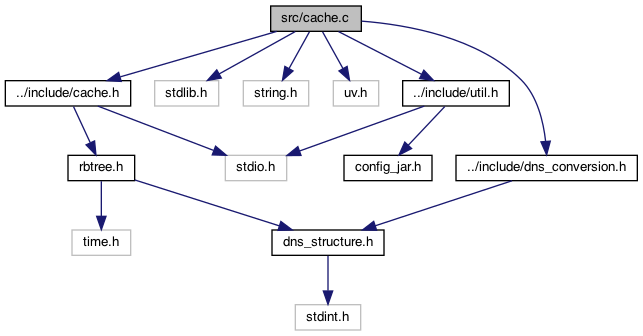 src/cache.c
../include/cache.h
stdlib.h
string.h
uv.h
../include/util.h
rbtree.h
stdio.h
config_jar.h
../include/dns_conversion.h
time.h
dns_structure.h
stdint.h